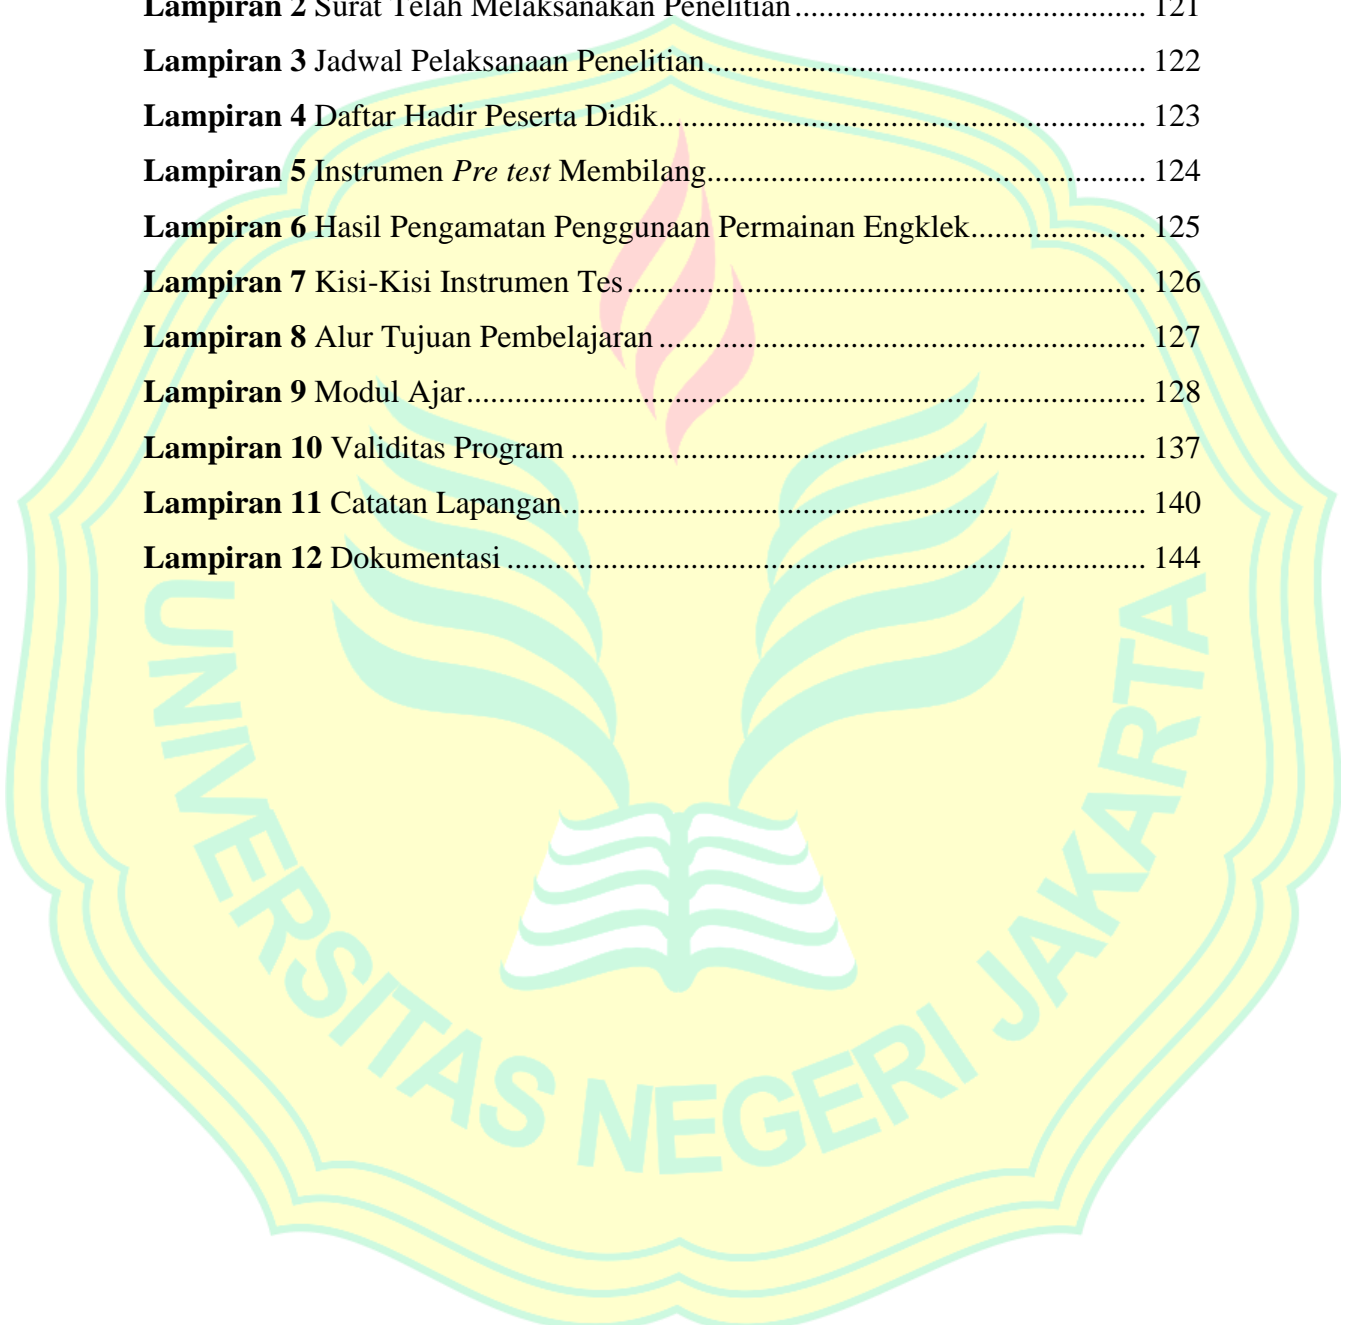 Lampiran 2 Surat Telah Melaksanakan Penelitian............................................. 121
Lampiran 3 Jadwal Pelaksanaan Penelitian........................................................ 122
Lampiran 4 Daftar Hadir Peserta Didik.............................................................. 123
Lampiran 5 Instrumen Pre test Membilang........................................................ 124
Lampiran 6 Hasil Pengamatan Penggunaan Permainan Engklek...................... 125
Lampiran 7 Kisi-Kisi Instrumen Tes.................................................................. 126
Lampiran 8 Alur Tujuan Pembelajaran .............................................................. 127
Lampiran 9 Modul Ajar...................................................................................... 128
Lampiran 10 Validitas Program ......................................................................... 137
Lampiran 11 Catatan Lapangan.......................................................................... 140
Lampiran 12 Dokumentasi ................................................................................. 144
UNIVERSITAS NEGERI JAKARTA